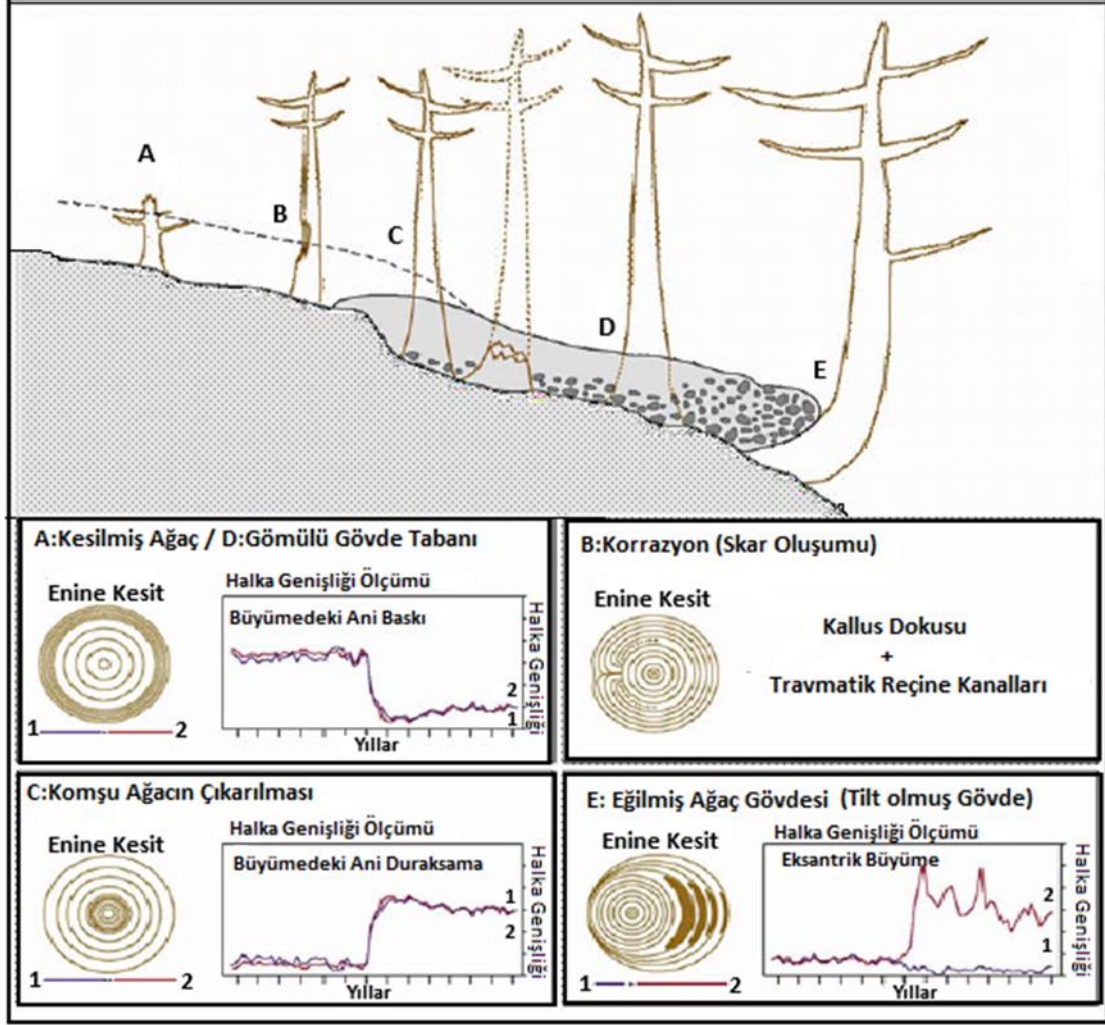 A
B
C
D
E
A:Kesilmiş Ağaç / D:Gömülü Gövde Tabanı
Enine Kesit
1 2
Halka Genişliği Ölçümü
Büyümedeki Ani Baskı
2
1
Halka Genişliği
Yıllar
B:Korrazyon (Skar Oluşumu)
Enine Kesit
Kallus Dokusu
+
Travmatik Reçine Kanalları
C:Komşu Ağacın Çıkarılması
Enine Kesit
1 2
Halka Genişliği Ölçümü
Büyümedeki Ani Duraksama
1
2
Halka Genişliği
Yıllar
E: Eğilmiş Ağaç Gövdesi (Tilt olmuş Gövde)
Enine Kesit
1 2
Halka Genişliği Ölçümü
Eksantrik Büyüme
2
1
Halka Genişliği
Yıllar